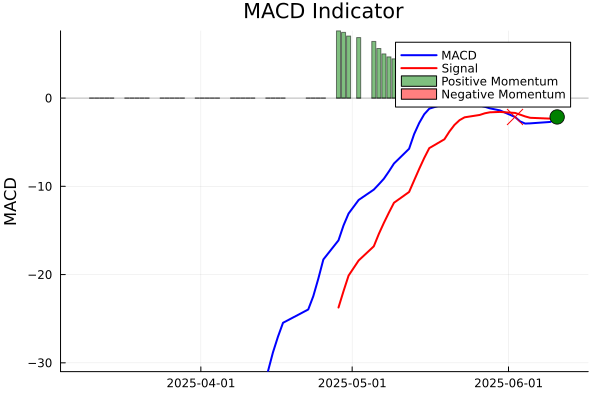 MACD Indicator
MACD
Signal
Positive Momentum
Negative Momentum
0
−10
−20
−30
MACD
2025-04-01
2025-05-01
2025-06-01